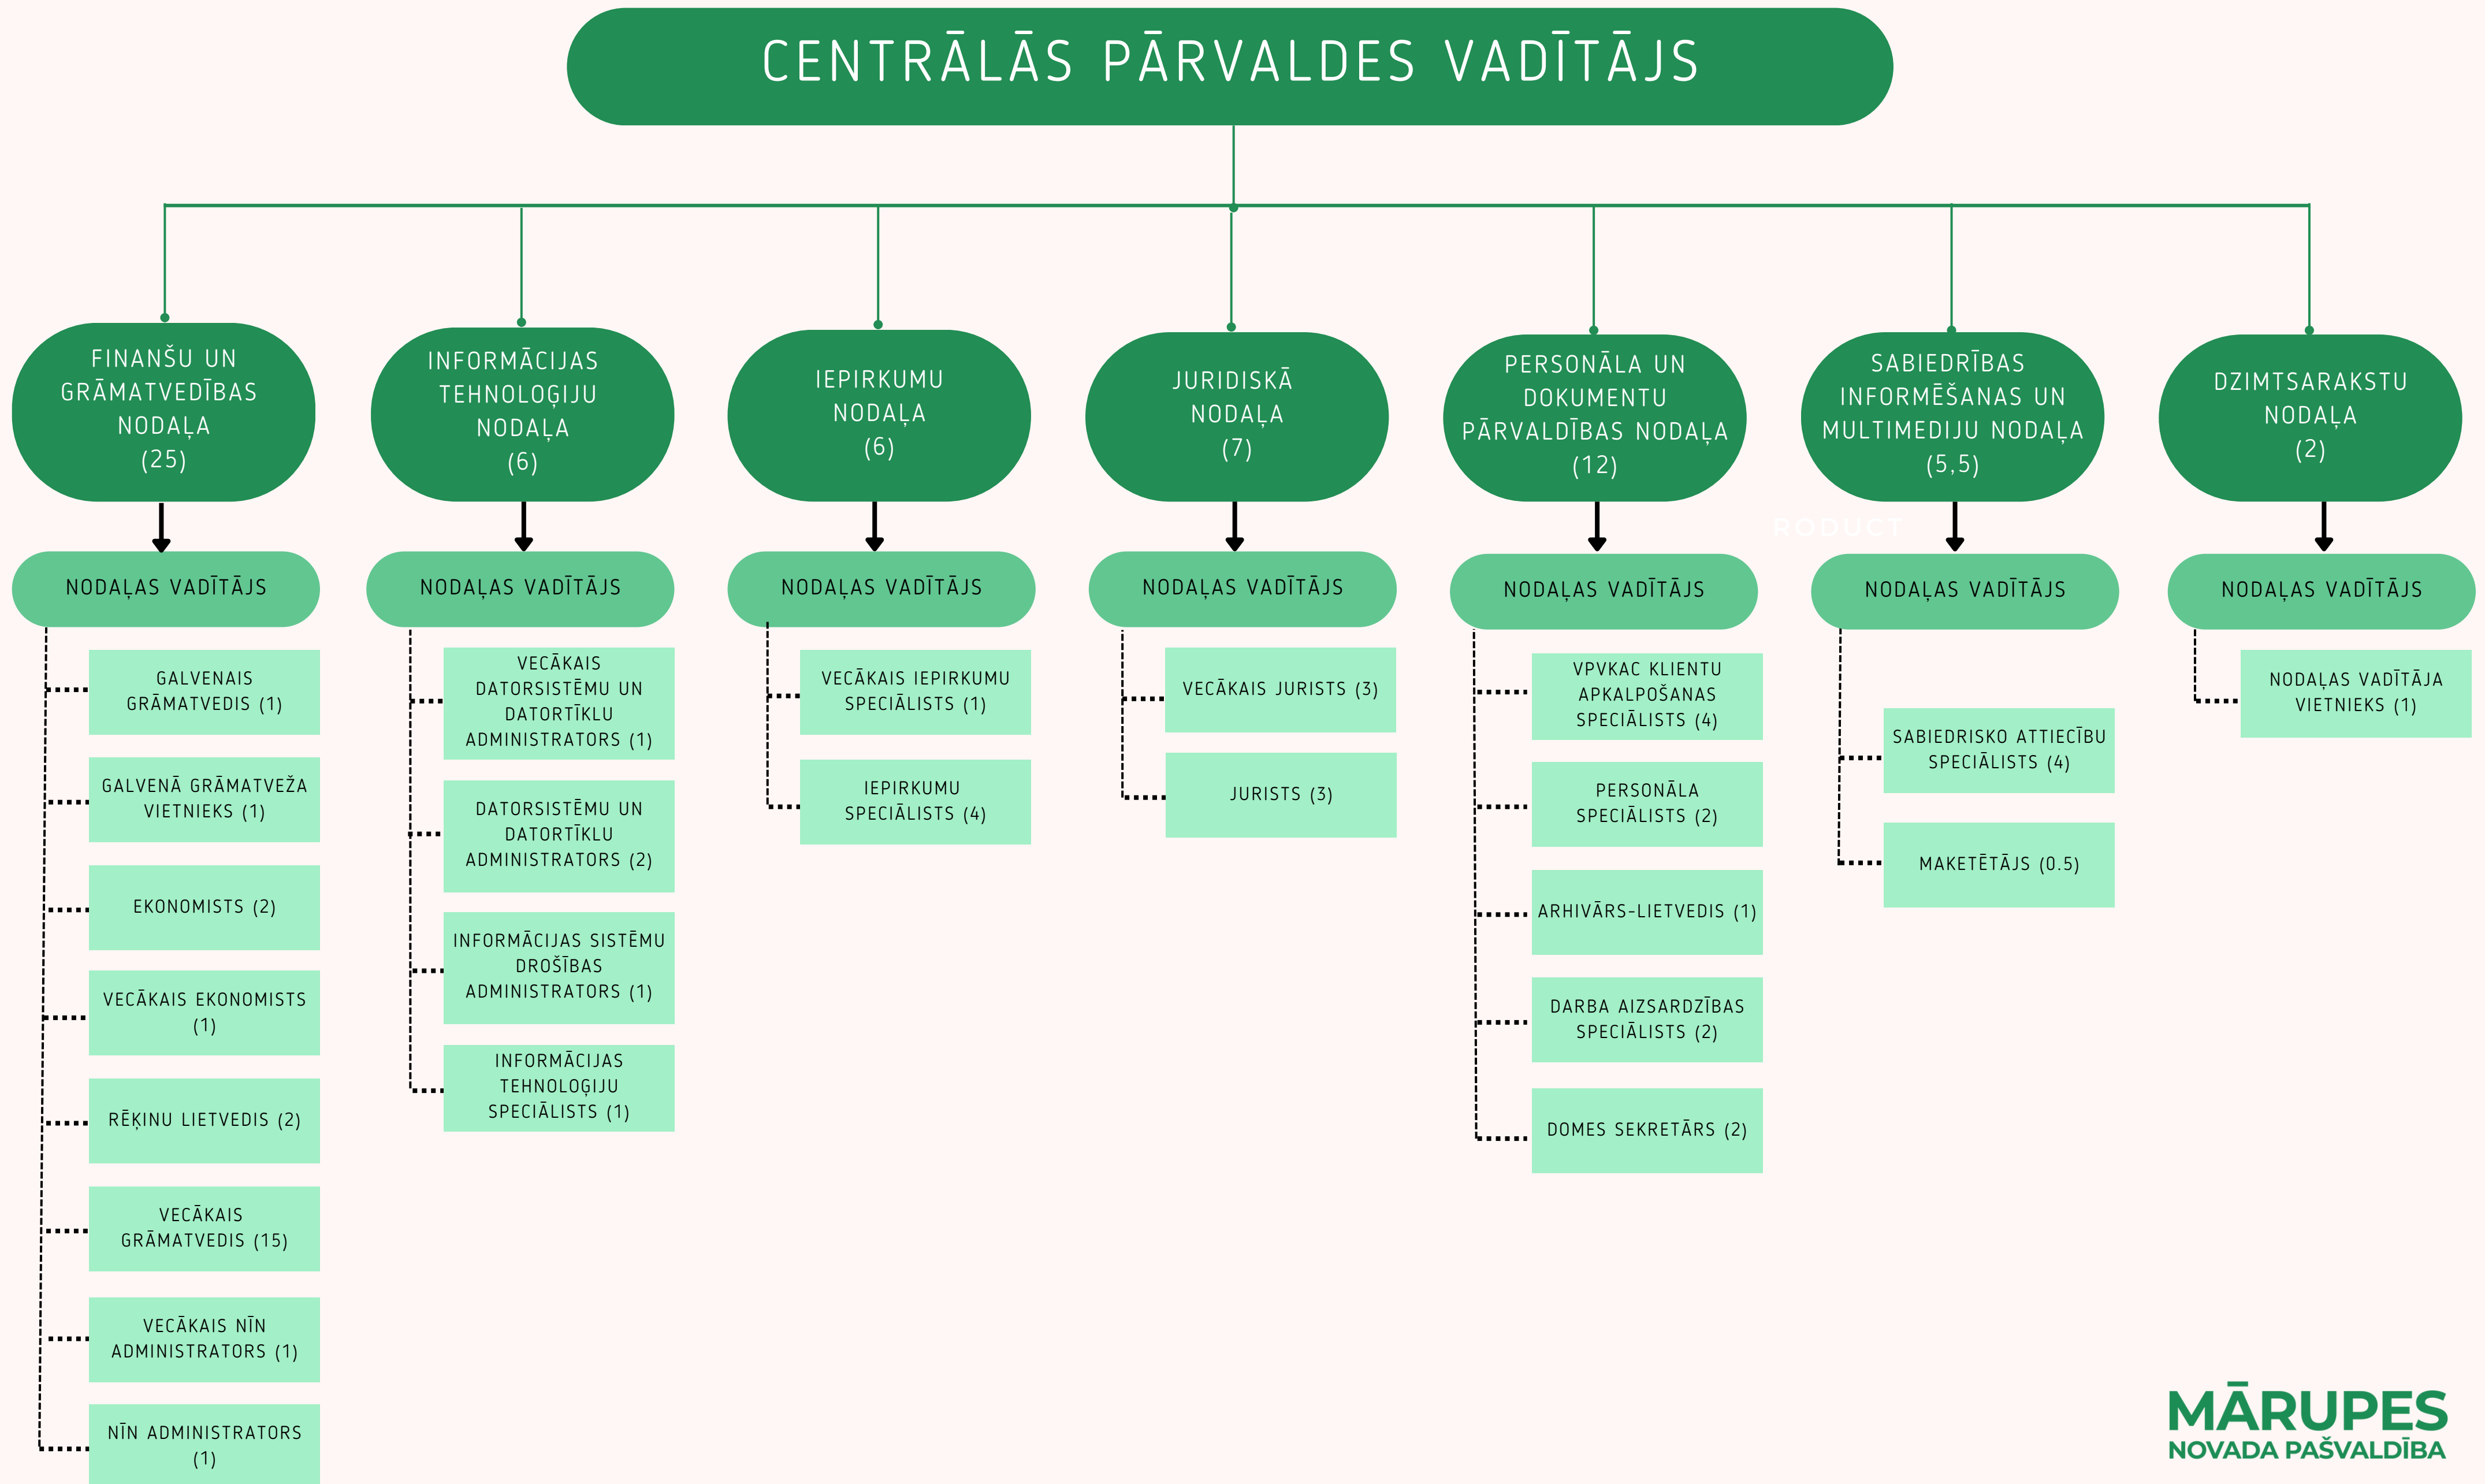 CENTRĀLĀS PĀRVALDES VADĪTĀJS
FINANŠU UN
GRĀMATVEDĪBAS
NODAĻA
(25)
NODAĻAS VADĪTĀJS
GALVENAIS
GRĀMATVEDIS (1)
GALVENĀ GRĀMATVEŽA
VIETNIEKS (1)
EKONOMISTS (2)
VECĀKAIS EKONOMISTS
(1)
RĒĶINU LIETVEDIS (2)
VECĀKAIS
GRĀMATVEDIS (15)
VECĀKAIS NĪN
ADMINISTRATORS (1)
NĪN ADMINISTRATORS
(1)
INFORMĀCIJAS
TEHNOLOĢIJU
NODAĻA
(6)
NODAĻAS VADĪTĀJS
VECĀKAIS
DATORSISTĒMU UN
DATORTĪKLU
ADMINISTRATORS (1)
DATORSISTĒMU UN
DATORTĪKLU
ADMINISTRATORS (2)
INFORMĀCIJAS SISTĒMU
DROŠĪBAS
ADMINISTRATORS (1)
INFORMĀCIJAS
TEHNOLOĢIJU
SPECIĀLISTS (1)
IEPIRKUMU
NODAĻA
(6)
NODAĻAS VADĪTĀJS
VECĀKAIS IEPIRKUMU
SPECIĀLISTS (1)
IEPIRKUMU
SPECIĀLISTS (4)
JURIDISKĀ
NODAĻA
(7)
NODAĻAS VADĪTĀJS
VECĀKAIS JURISTS (3)
JURISTS (3)
PERSONĀLA UN
DOKUMENTU
PĀRVALDĪBAS NODAĻA
(12)
NODAĻAS VADĪTĀJS
VPVKAC KLIENTU
APKALPOŠANAS
SPECIĀLISTS (4)
PERSONĀLA
SPECIĀLISTS (2)
ARHIVĀRS-LIETVEDIS (1)
DARBA AIZSARDZĪBAS
SPECIĀLISTS (2)
DOMES SEKRETĀRS (2)
SABIEDRĪBAS
INFORMĒŠANAS UN
MULTIMEDIJU NODAĻA
(5,5)
RODUCT
NODAĻAS VADĪTĀJS
SABIEDRISKO ATTIECĪBU
SPECIĀLISTS (4)
MAKETĒTĀJS (0.5)
DZIMTSARAKSTU
NODAĻA
(2)
NODAĻAS VADĪTĀJS
NODAĻAS VADĪTĀJA
VIETNIEKS (1)
MĀRUPES
NOVADA PAŠVALDĪBA